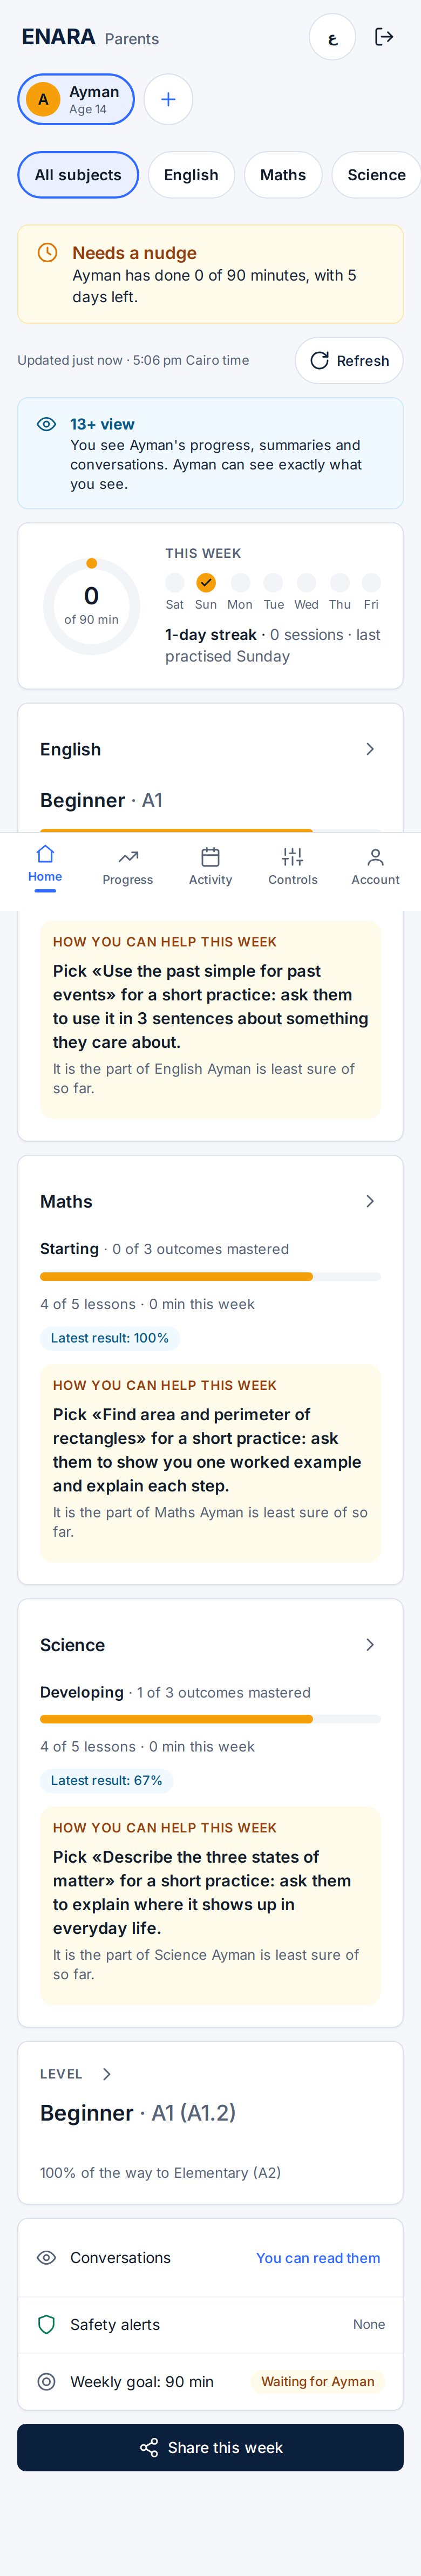 ENARA Parents
ع
A
Ayman
Age 14
All subjects
English
Maths
Science
Needs a nudge
Ayman has done 0 of 90 minutes, with 5
days left.
Updated just now · 5:06 pm Cairo time
Refresh
13+ view
You see Ayman's progress, summaries and
conversations. Ayman can see exactly what
you see.
0
of 90 min
THIS WEEK
Sat Sun Mon Tue Wed Thu Fri
1-day streak · 0 sessions · last
practised Sunday
English
Beginner · A1
Home
Progress
Activity
Controls
Account
HOW YOU CAN HELP THIS WEEK
Pick «Use the past simple for past
events» for a short practice: ask them
to use it in 3 sentences about something
they care about.
It is the part of English Ayman is least sure of
so far.
Maths
Starting · 0 of 3 outcomes mastered
4 of 5 lessons · 0 min this week
Latest result: 100%
HOW YOU CAN HELP THIS WEEK
Pick «Find area and perimeter of
rectangles» for a short practice: ask
them to show you one worked example
and explain each step.
It is the part of Maths Ayman is least sure of so
far.
Science
Developing · 1 of 3 outcomes mastered
4 of 5 lessons · 0 min this week
Latest result: 67%
HOW YOU CAN HELP THIS WEEK
Pick «Describe the three states of
matter» for a short practice: ask them
to explain where it shows up in
everyday life.
It is the part of Science Ayman is least sure of
so far.
LEVEL
Beginner · A1 (A1.2)
100% of the way to Elementary (A2)
Conversations
You can read them
Safety alerts
None
Weekly goal: 90 min
Waiting for Ayman
Share this week